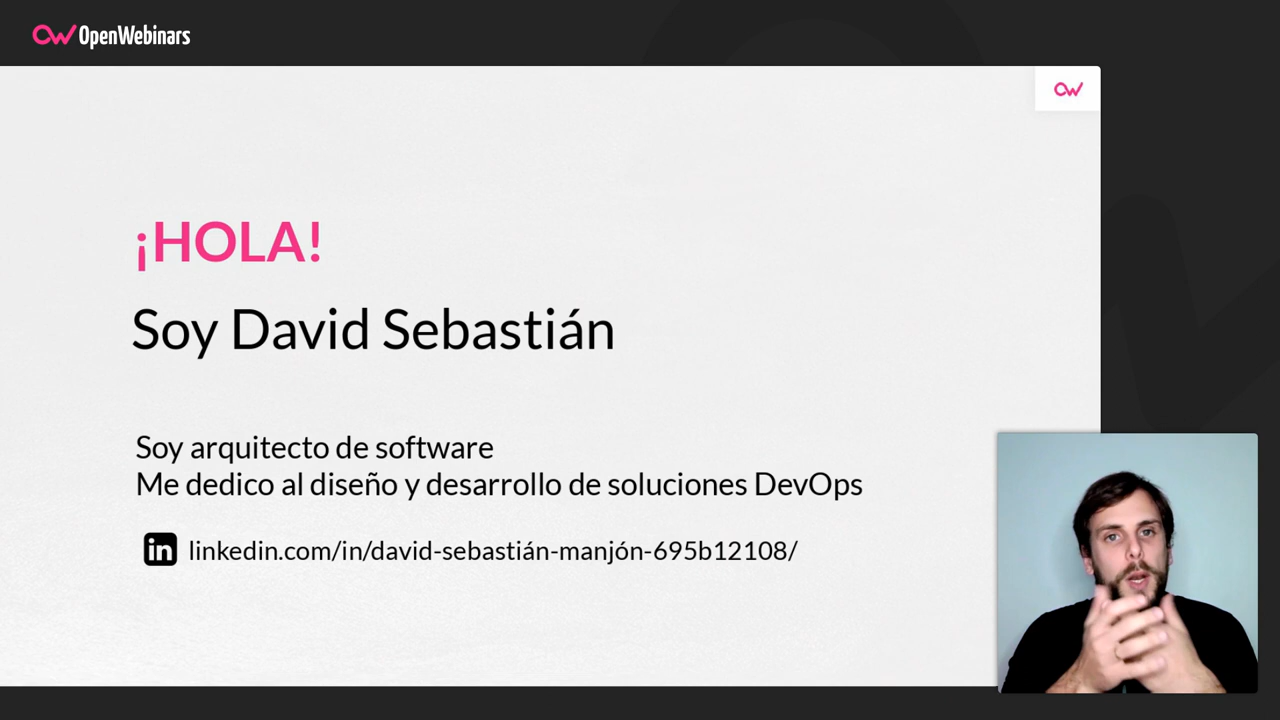 OpenWebinars
¡HOLA!
Soy David Sebastián
Soy arquitecto de software
Me dedico al diseño y desarrollo de soluciones DevOps
in linkedin.com/in/david-sebastián-manjón-695b12108/